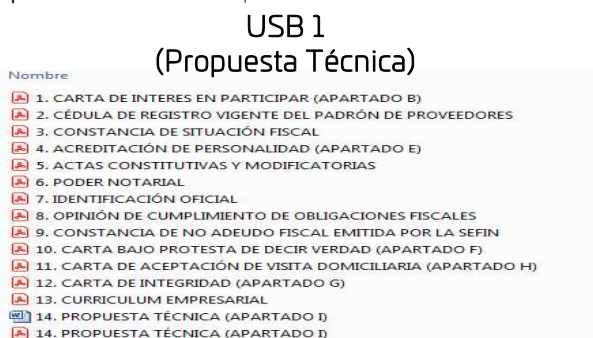 USB 1
(Propuesta Técnica)
Nombre
1. CARTA DE INTERES EN PARTICIPAR (APARTADO B)
2. CÉDULA DE REGISTRO VIGENTE DEL PADRÓN DE PROVEEDORES
3. CONSTANCIA DE SITUACIÓN FISCAL
4. ACREDITACIÓN DE PERSONALIDAD (APARTADO E)
5. ACTAS CONSTITUTIVAS Y MODIFICATORIAS
6. PODER NOTARIAL
7. IDENTIFICACIÓN OFICIAL
8. OPINIÓN DE CUMPLIMIENTO DE OBLIGACIONES FISCALES
9. CONSTANCIA DE NO ADEUDO FISCAL EMITIDA POR LA SEFIN
10. CARTA BAJO PROTESTA DE DECIR VERDAD (APARTADO F)
11. CARTA DE ACEPTACIÓN DE VISITA DOMICILIARIA (APARTADO H)
12. CARTA DE INTEGRIDAD (APARTADO G)
13. CURRICULUM EMPRESARIAL
14. PROPUESTA TÉCNICA (APARTADO I)
14. PROPUESTA TÉCNICA (APARTADO I)